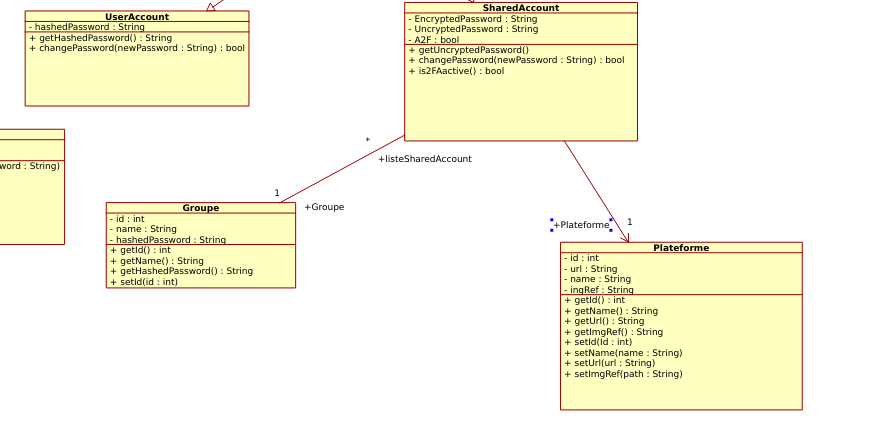 UserAccount
- hashedPassword : String
+ getHashedPassword() : String
+ changePassword(newPassword : String) : bool
SharedAccount
- EncryptedPassword : String
- UncryptedPassword : String
- A2F : bool
+ getUncryptedPassword()
+ changePassword(newPassword : String) : bool
+ is2FAactive() : bool
word : String)
*
+listeSharedAccount
1
+Groupe
Groupe
- id : int
- name : String
- hashedPassword : String
+ getId() : int
+ getName() : String
+ getHashedPassword() : String
+ setId(id : int)
+Plateforme
1
Plateforme
- id : int
- url : String
- name : String
- ingRef : String
+ getId() : int
+ getName() : String
+ getUrl() : String
+ getImgRef() : String
+ setId(Id : int)
+ setName(name : String)
+ setUrl(url : String)
+ setImgRef(path : String)